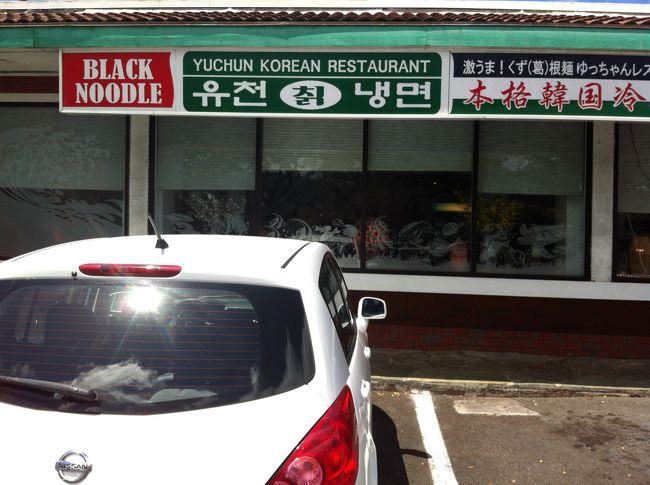 BLACK
NOODLE
YUCHUN KOREAN RESTAURANT
유천 칡 냉면
激うま！くず(葛)根麺 ゆっちゃんレス
本格韓国冷
NISSAN